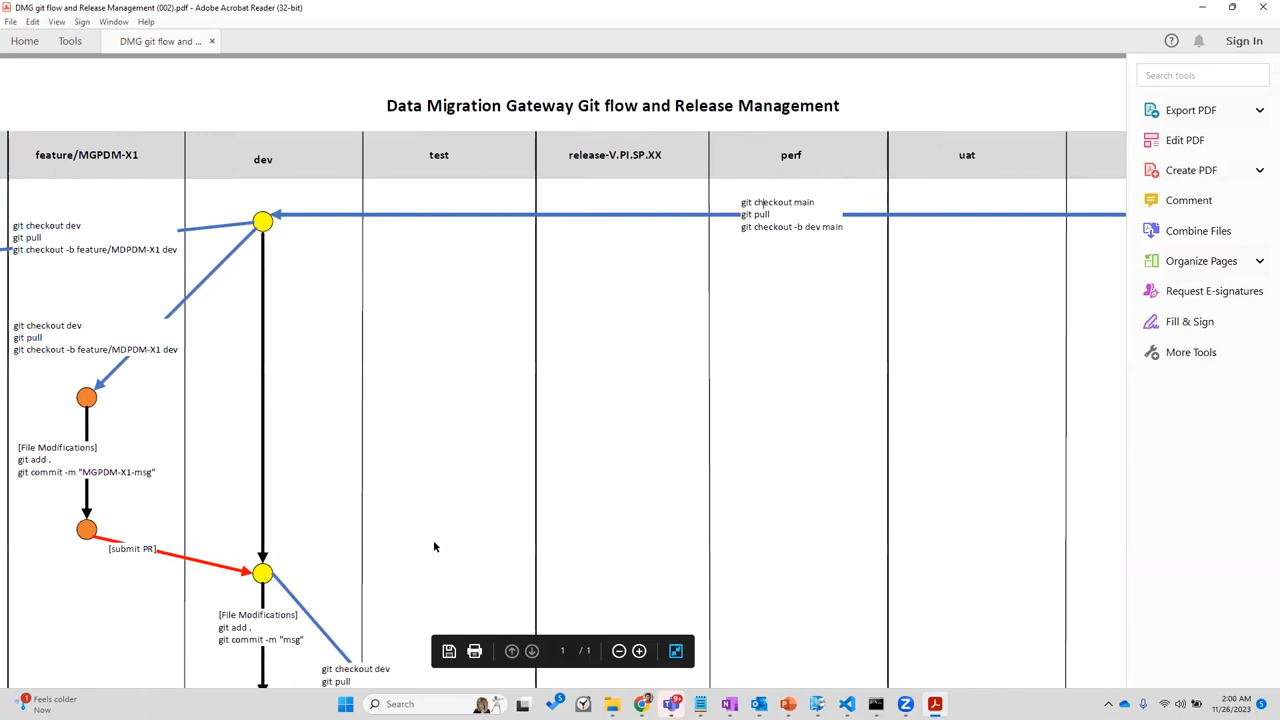 DMG git flow and Release Management (002).pdf - Adobe Acrobat Reader (32-bit)
File Edit View Sign Window Help
Home Tools DMG git flow and ... × Sign In
Data Migration Gateway Git flow and Release Management
Search tools
Export PDF
Edit PDF
Create PDF
Comment
Combine Files
Organize Pages
Request E-signatures
Fill & Sign
More Tools
feature/MGPDM-X1 dev test release-V.PI.SP.XX perf uat
git checkout main
git pull
git checkout -b dev main
git checkout dev
git pull
git checkout -b feature/MDPDM-X1 dev
git checkout dev
git pull
git checkout -b feature/MDPDM-X1 dev
[File Modifications]
git add .
git commit -m "MGPDM-X1-msg"
[submit PR]
[File Modifications]
git add .
git commit -m "msg"
git checkout dev
git pull
1 / 1
1 Feels colder
Now
Search
5
9+
2:00 AM
11/26/2023
5